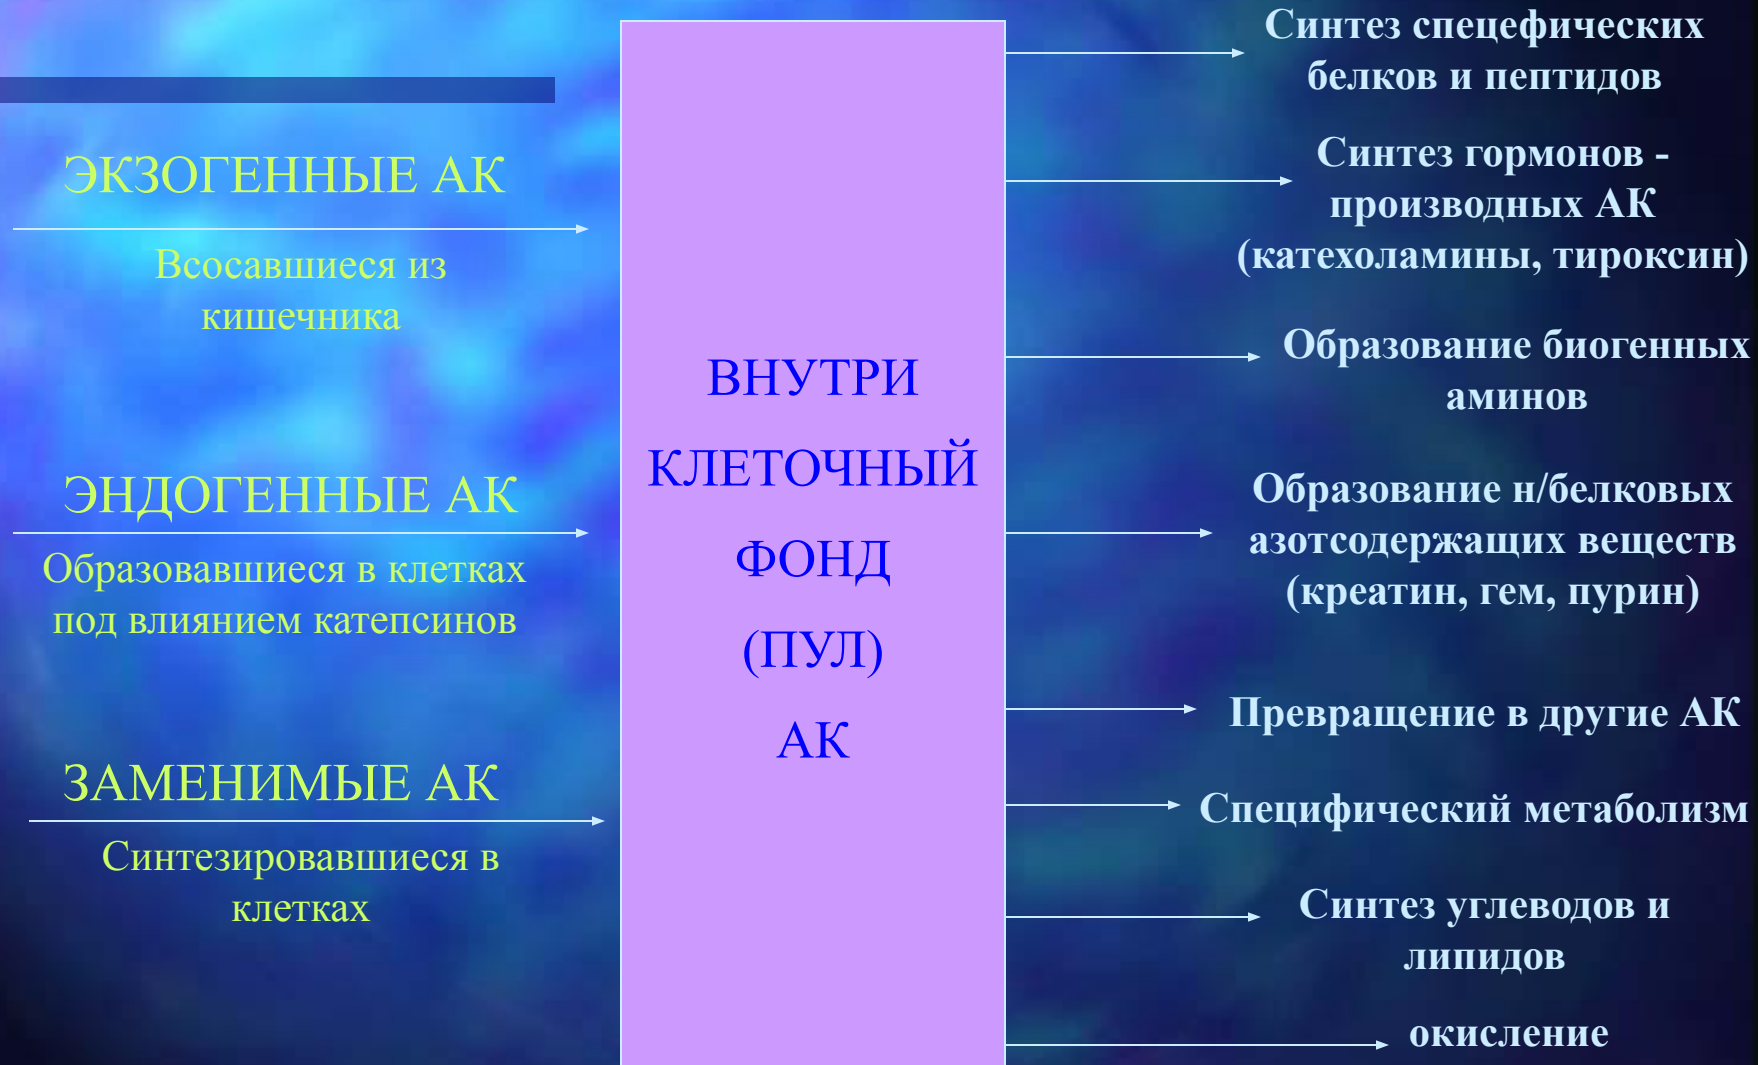 ЭКЗОГЕННЫЕ АК
Всосавшиеся из
кишечника
ЭНДОГЕННЫЕ АК
Образовавшиеся в клетках
под влиянием катепсинов
ЗАМЕНИМЫЕ АК
Синтезировавшиеся в
клетках
ВНУТРИ
КЛЕТОЧНЫЙ
ФОНД
(ПУЛ)
АК
Синтез спецефических
белков и пептидов
Синтез гормонов -
производных АК
(катехоламины, тироксин)
Образование биогенных
аминов
Образование н/белковых
азотсодержащих веществ
(креатин, гем, пурин)
Превращение в другие АК
Специфический метаболизм
Синтез углеводов и
липидов
окисление